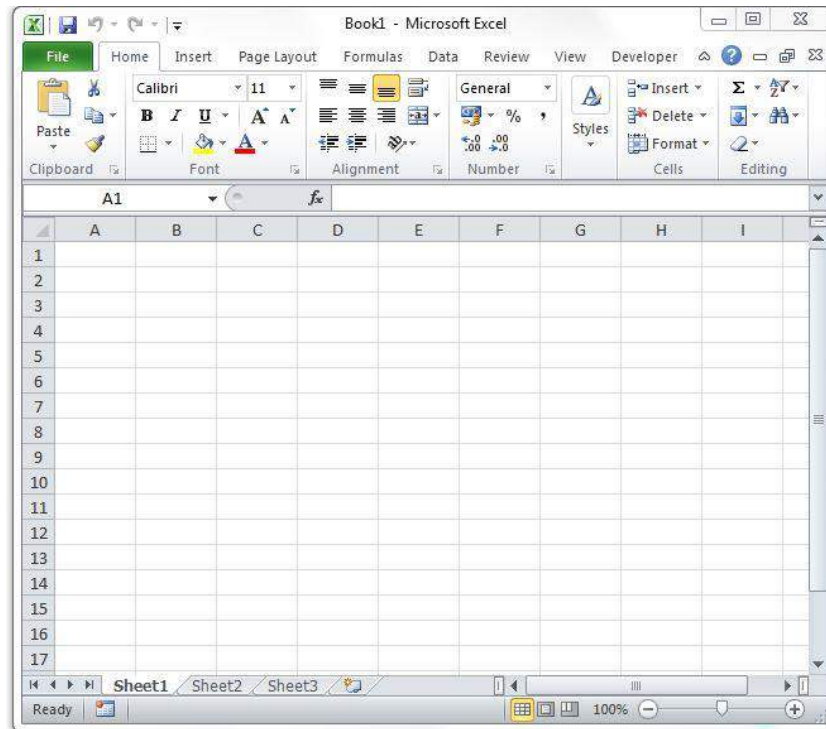 Book1 - Microsoft Excel
File Home Insert Page Layout Formulas Data Review View Developer
Calibri 11 General Insert Σ
Paste B I U A A % , Styles Delete
A .00 .00 Format
Clipboard Font Alignment Number Cells Editing
A1 fx
A B C D E F G H I
1
2
3
4
5
6
7
8
9
10
11
12
13
14
15
16
17
Sheet1 Sheet2 Sheet3
Ready 100%